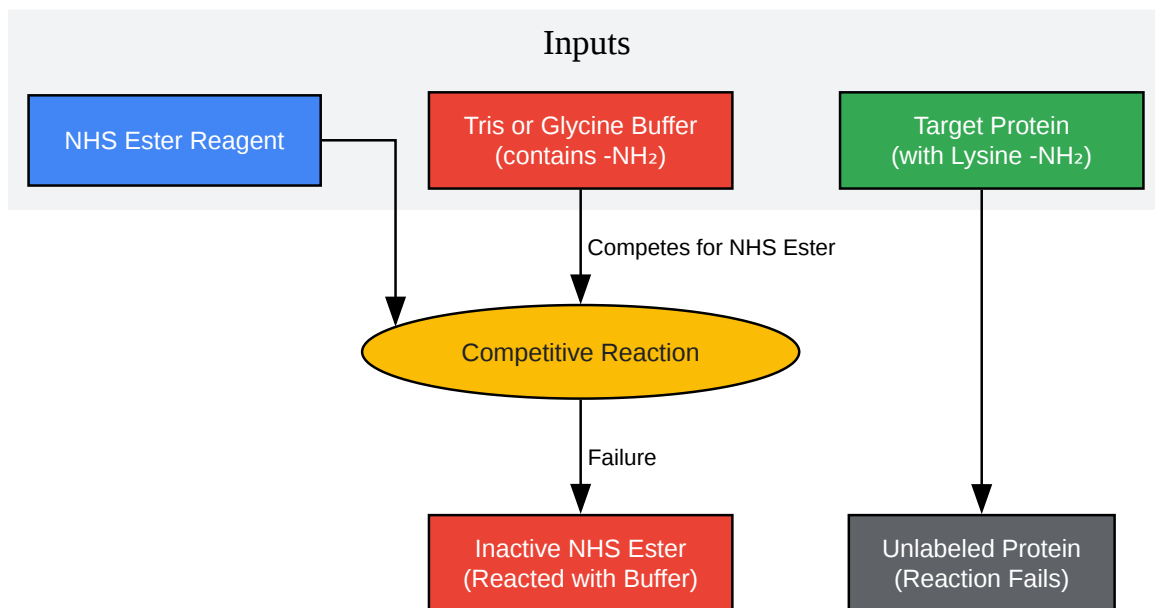 Inputs
NHS Ester Reagent
Tris or Glycine Buffer
(contains -NH₂)
Target Protein
(with Lysine -NH₂)
Competes for NHS Ester
Competitive Reaction
Failure
Inactive NHS Ester
(Reacted with Buffer)
Unlabeled Protein
(Reaction Fails)